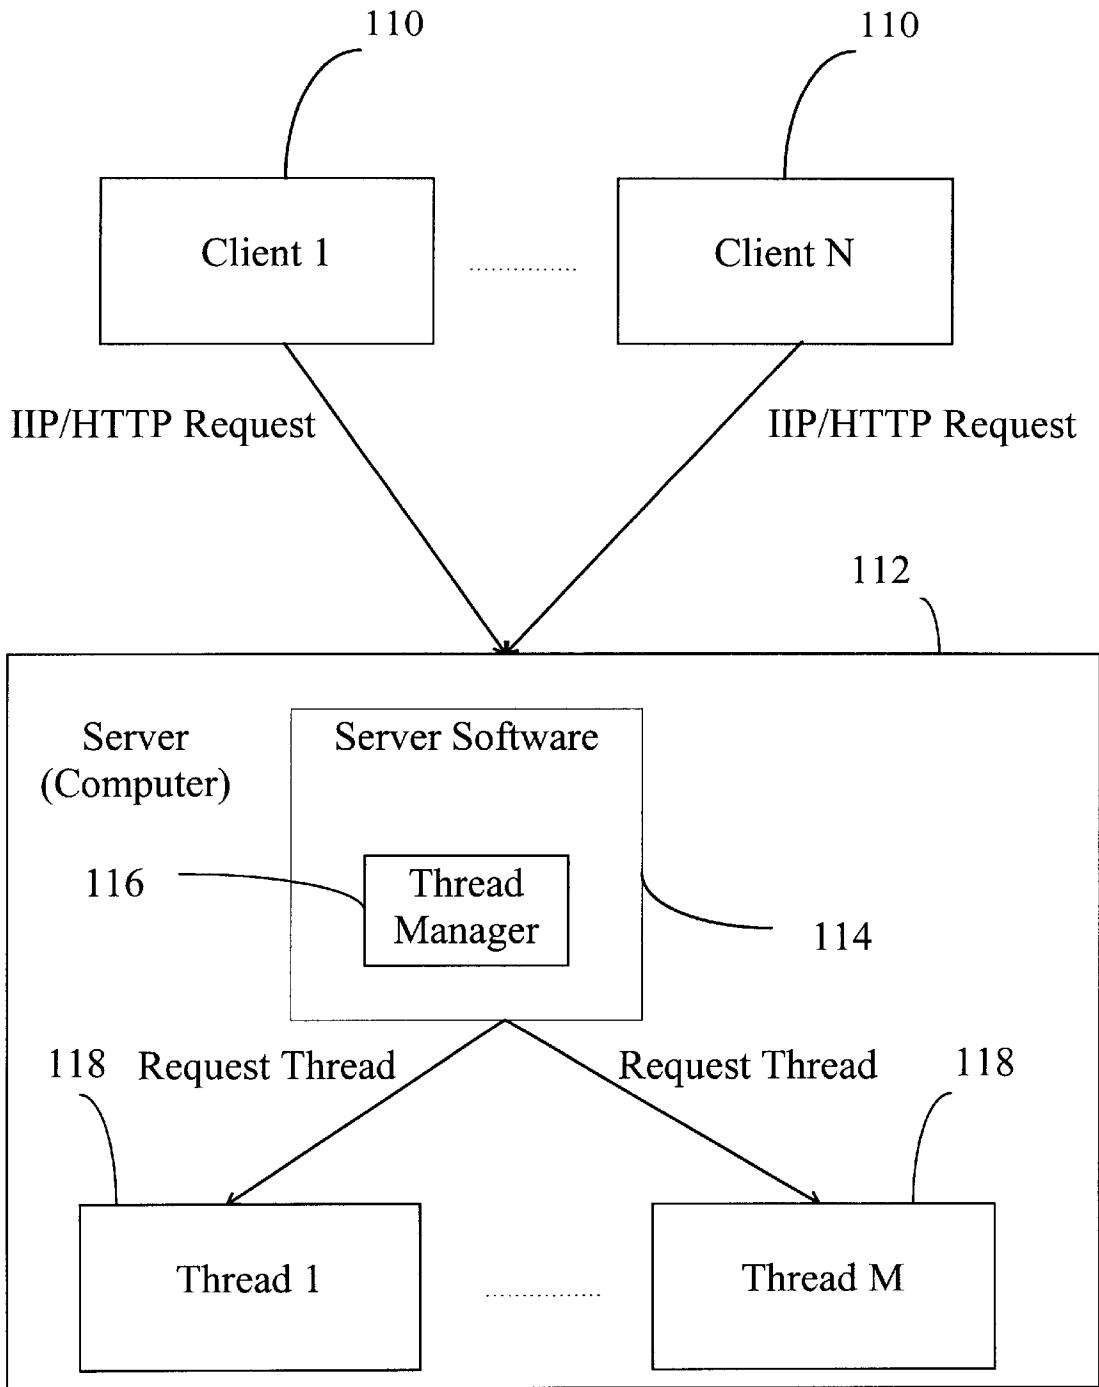 110
110
Client 1
Client N
IIP/HTTP Request
IIP/HTTP Request
112
Server
(Computer)
Server Software
116
Thread
Manager
114
118
Request Thread
Request Thread
118
Thread 1
Thread M